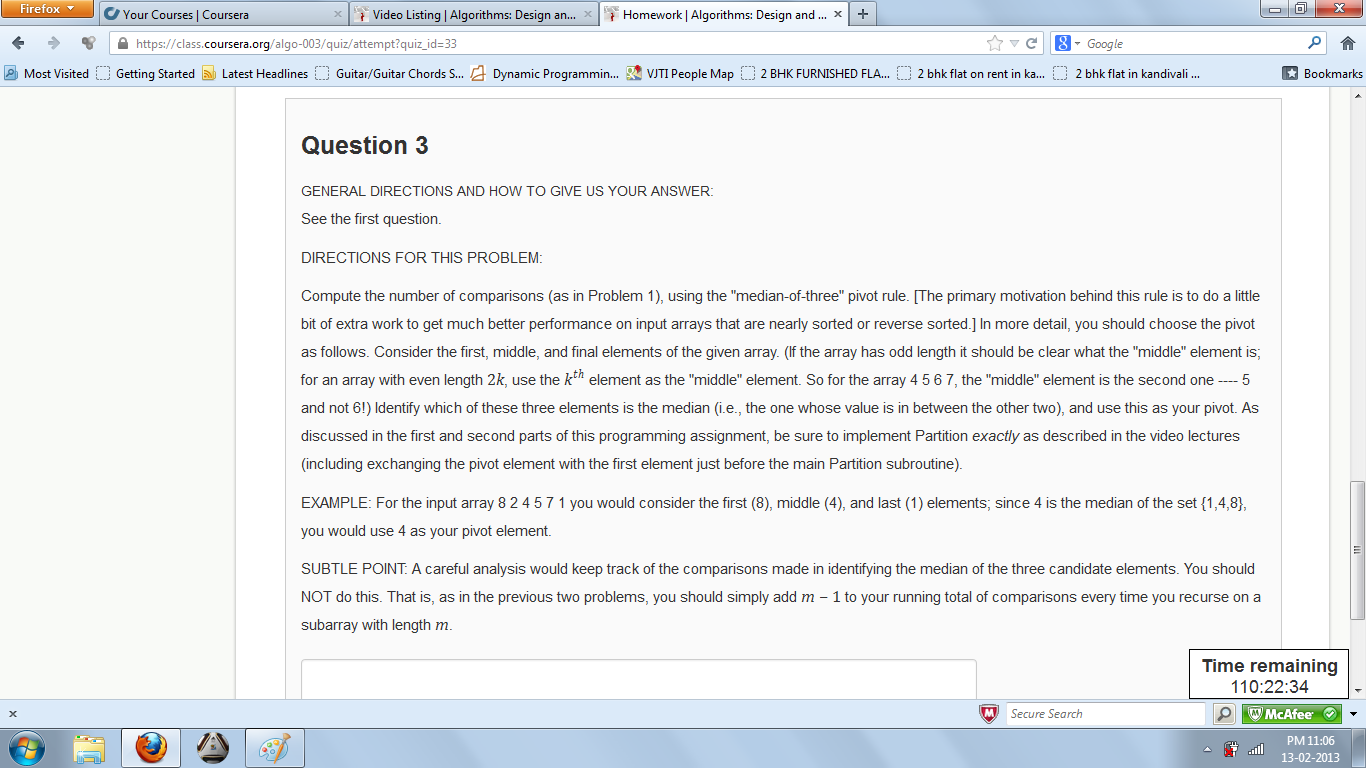 Firefox
Your Courses | Coursera
Video Listing | Algorithms: Design an...
Homework | Algorithms: Design and ...
https://class.coursera.org/algo-003/quiz/attempt?quiz_id=33
Google
Most Visited
Getting Started
Latest Headlines
Guitar/Guitar Chords S...
Dynamic Programmin...
VJTI People Map
2 BHK FURNISHED FLA...
2 bhk flat on rent in ka...
2 bhk flat in kandivali ...
Bookmarks
Question 3
GENERAL DIRECTIONS AND HOW TO GIVE US YOUR ANSWER:
See the first question.
DIRECTIONS FOR THIS PROBLEM:
Compute the number of comparisons (as in Problem 1), using the "median-of-three" pivot rule. [The primary motivation behind this rule is to do a little
bit of extra work to get much better performance on input arrays that are nearly sorted or reverse sorted.] In more detail, you should choose the pivot
as follows. Consider the first, middle, and final elements of the given array. (If the array has odd length it should be clear what the "middle" element is;
for an array with even length 2k, use the k^th element as the "middle" element. So for the array 4 5 6 7, the "middle" element is the second one ---- 5
and not 6!) Identify which of these three elements is the median (i.e., the one whose value is in between the other two), and use this as your pivot. As
discussed in the first and second parts of this programming assignment, be sure to implement Partition exactly as described in the video lectures
(including exchanging the pivot element with the first element just before the main Partition subroutine).
EXAMPLE: For the input array 8 2 4 5 7 1 you would consider the first (8), middle (4), and last (1) elements; since 4 is the median of the set {1,4,8},
you would use 4 as your pivot element.
SUBTLE POINT: A careful analysis would keep track of the comparisons made in identifying the median of the three candidate elements. You should
NOT do this. That is, as in the previous two problems, you should simply add m − 1 to your running total of comparisons every time you recurse on a
subarray with length m.
Time remaining
110:22:34
Secure Search
McAfee
PM 11:06
13-02-2013